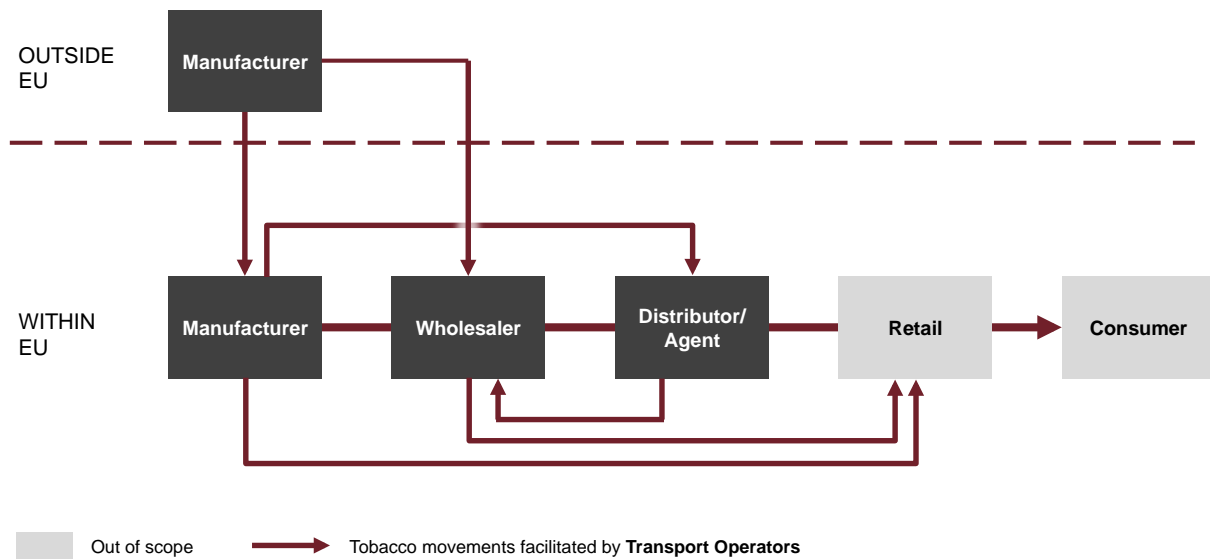 OUTSIDE
EU
Manufacturer
WITHIN
EU
Manufacturer
Wholesaler
Distributor/
Agent
Retail
Consumer
Out of scope
Tobacco movements facilitated by Transport Operators